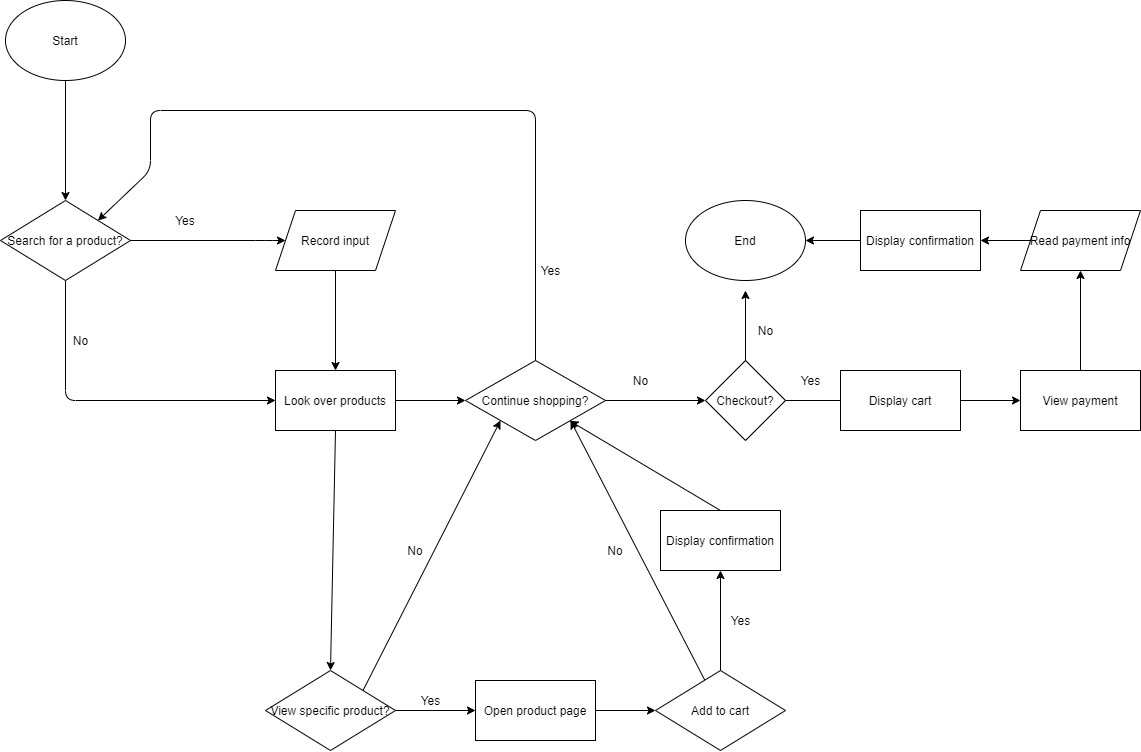 Start
Yes
Search for a product?
Record input
End
Display confirmation
Read payment info
Yes
No
No
No
Yes
Look over products
Continue shopping?
Checkout?
Display cart
View payment
No
No
Display confirmation
Yes
Yes
View specific product?
Open product page
Add to cart